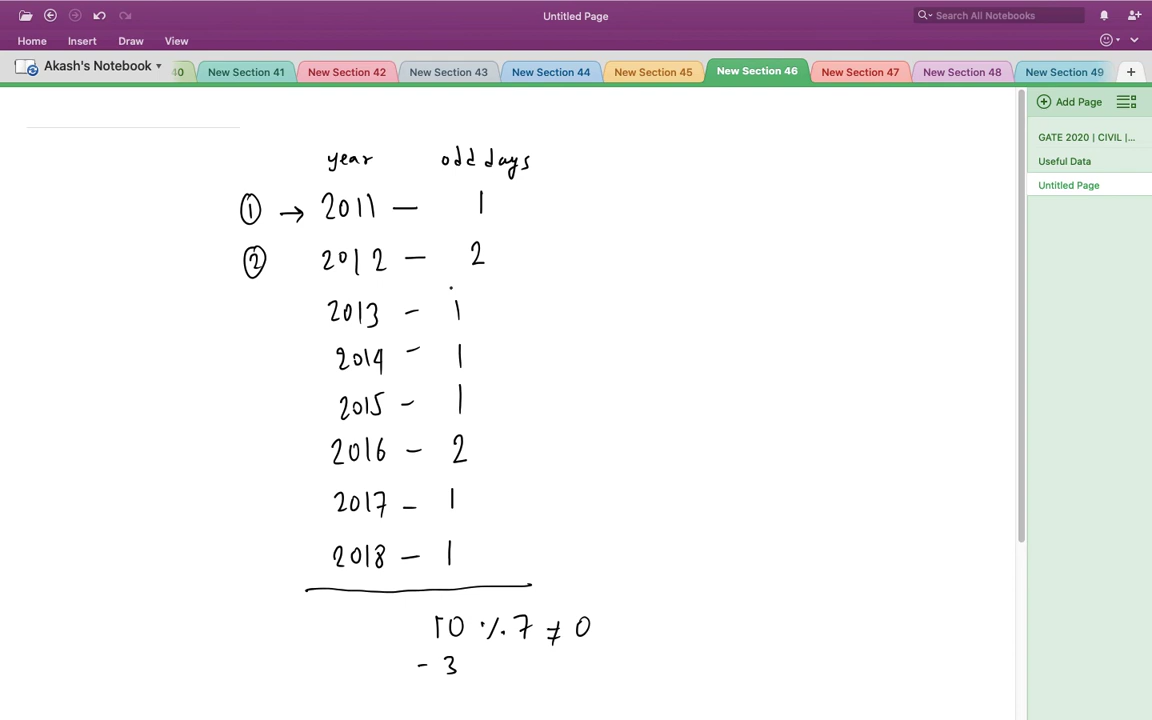 Untitled Page
Search All Notebooks
Home Insert Draw View
Akash's Notebook
40 New Section 41 New Section 42 New Section 43 New Section 44 New Section 45 New Section 46 New Section 47 New Section 48 New Section 49
Add Page
GATE 2020 | CIVIL |...
Useful Data
Untitled Page
year odd days
① → 2011 — 1
② 2012 — 2
2013 - 1
2014 - 1
2015 - 1
2016 - 2
2017 - 1
2018 - 1
10 % 7 ≠ 0
- 3